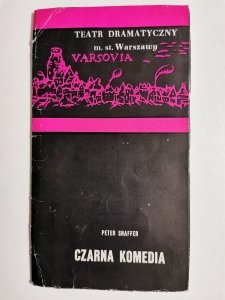 TEATR DRAMATYCZNY
m. st. Warszawy
VARSOVIA
PETER SHAFFER
CZARNA KOMEDIA